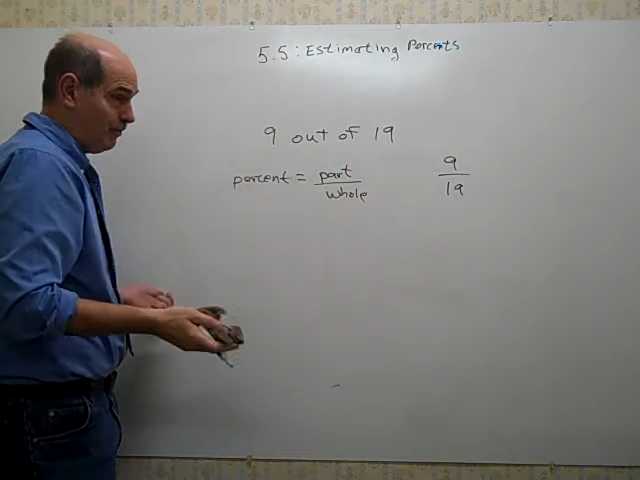 5.5: Estimating Percents
9 out of 19
percent = part
whole
9
19